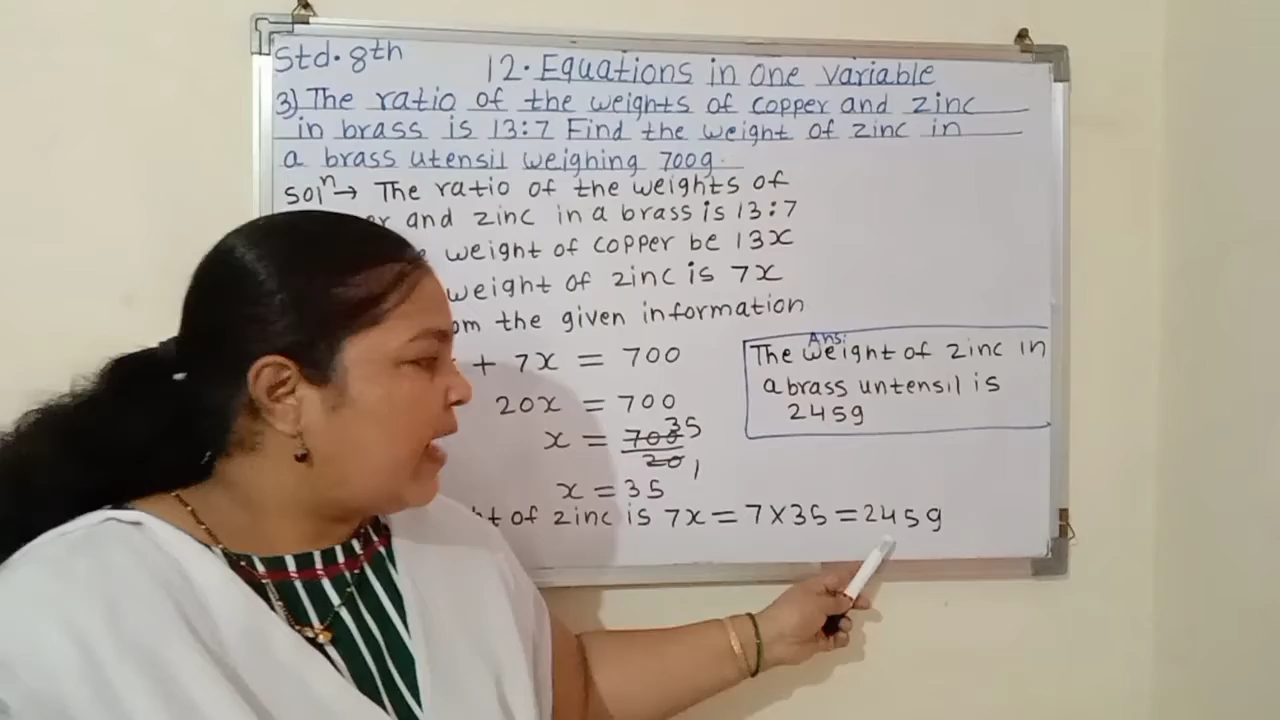 Std. 8th
12. Equations in one variable
3) The ratio of the weights of copper and zinc
in brass is 13:7 Find the weight of zinc in
a brass utensil weighing 700g.
Solⁿ → The ratio of the weights of
and zinc in a brass is 13:7
weight of copper be 13x
weight of zinc is 7x
the given information
+ 7x = 700
20x = 700
x = 700 35
20 1
x = 35
of zinc is 7x = 7x35 = 245g
Ans:
The weight of zinc in
a brass untensil is
245g